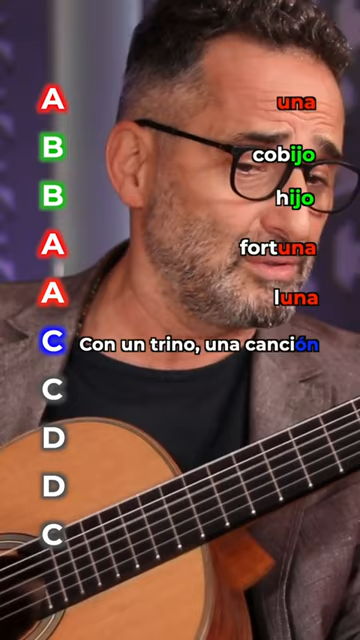 A una
B cobijo
B hijo
A fortuna
A luna
C Con un trino, una canción
C
D
D
C